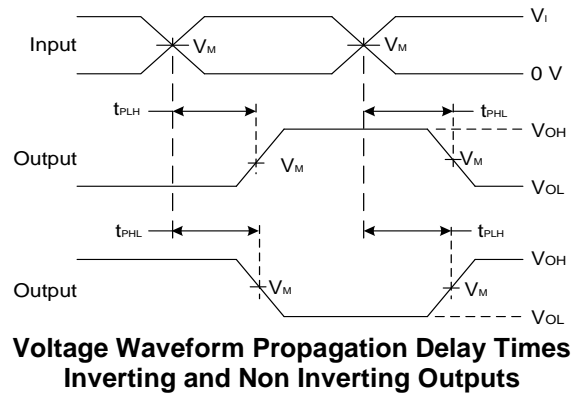 VI
Input
VM
VM
0 V
tPLH
tPHL
VOH
Output
VM
VM
VOL
tPHL
tPLH
VOH
Output
VM
VM
VOL
Voltage Waveform Propagation Delay Times
Inverting and Non Inverting Outputs